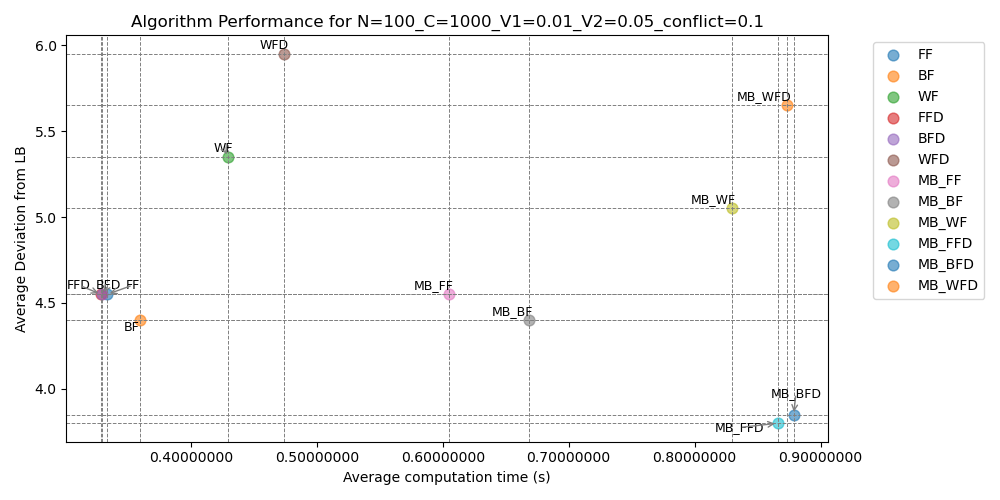 Algorithm Performance for N=100_C=1000_V1=0.01_V2=0.05_conflict=0.1
Average Deviation from LB
6.0
5.5
5.0
4.5
4.0
WFD
MB_WFD
WF
MB_WF
FFD BFD FF
MB_FF
BF
MB_BF
MB_BFD
MB_FFD
0.40000000 0.50000000 0.60000000 0.70000000 0.80000000 0.90000000
Average computation time (s)
FF
BF
WF
FFD
BFD
WFD
MB_FF
MB_BF
MB_WF
MB_FFD
MB_BFD
MB_WFD